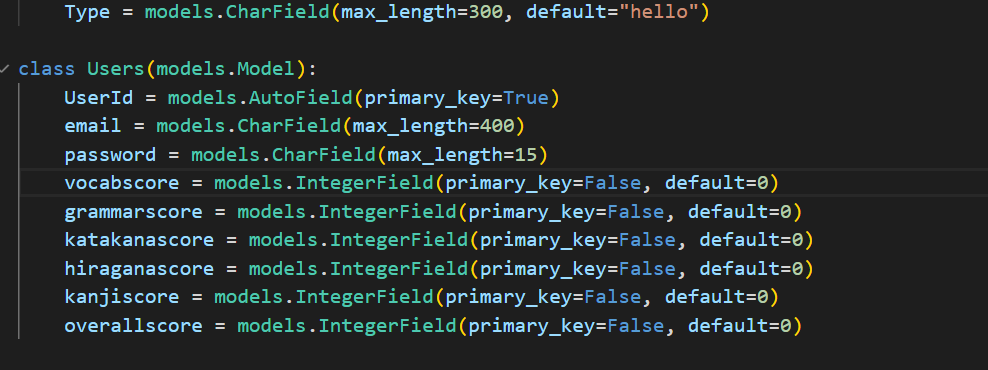 Type = models.CharField(max_length=300, default="hello")
class Users(models.Model):
UserId = models.AutoField(primary_key=True)
email = models.CharField(max_length=400)
password = models.CharField(max_length=15)
vocabscore = models.IntegerField(primary_key=False, default=0)
grammarscore = models.IntegerField(primary_key=False, default=0)
katakanascore = models.IntegerField(primary_key=False, default=0)
hiraganascore = models.IntegerField(primary_key=False, default=0)
kanjiscore = models.IntegerField(primary_key=False, default=0)
overallscore = models.IntegerField(primary_key=False, default=0)